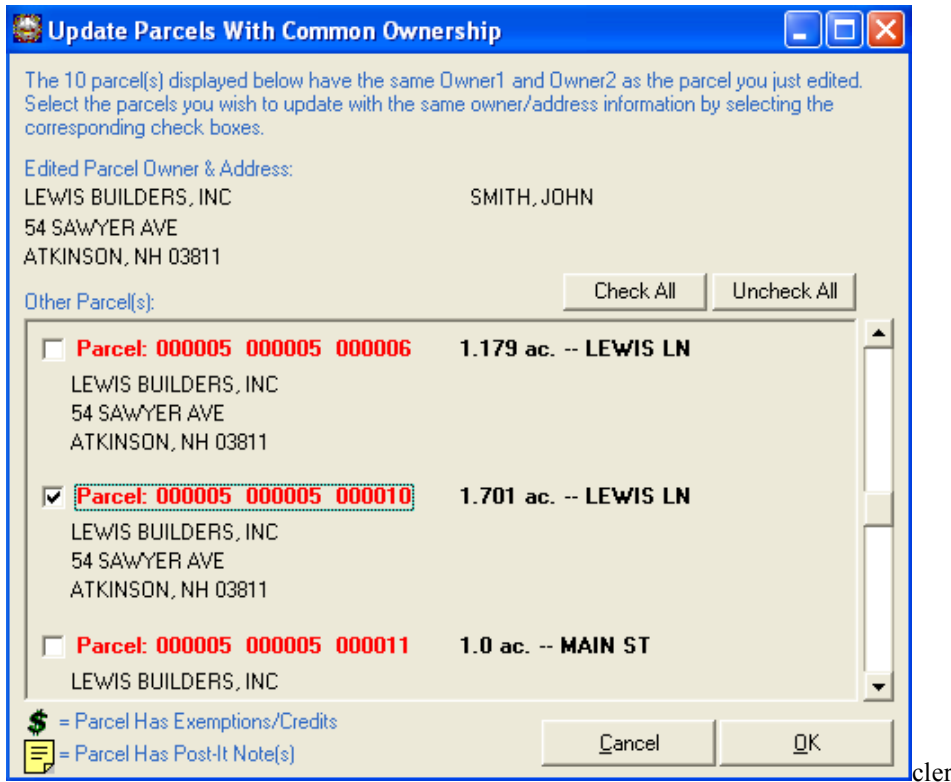 Update Parcels With Common Ownership
The 10 parcel(s) displayed below have the same Owner1 and Owner2 as the parcel you just edited.
Select the parcels you wish to update with the same owner/address information by selecting the
corresponding check boxes.
Edited Parcel Owner & Address:
LEWIS BUILDERS, INC SMITH, JOHN
54 SAWYER AVE
ATKINSON, NH 03811
Check All Uncheck All
Other Parcel(s):
Parcel: 000005 000005 000006 1.179 ac. -- LEWIS LN
LEWIS BUILDERS, INC
54 SAWYER AVE
ATKINSON, NH 03811
Parcel: 000005 000005 000010 1.701 ac. -- LEWIS LN
LEWIS BUILDERS, INC
54 SAWYER AVE
ATKINSON, NH 03811
Parcel: 000005 000005 000011 1.0 ac. -- MAIN ST
LEWIS BUILDERS, INC
$ = Parcel Has Exemptions/Credits
= Parcel Has Post-It Note(s)
Cancel OK